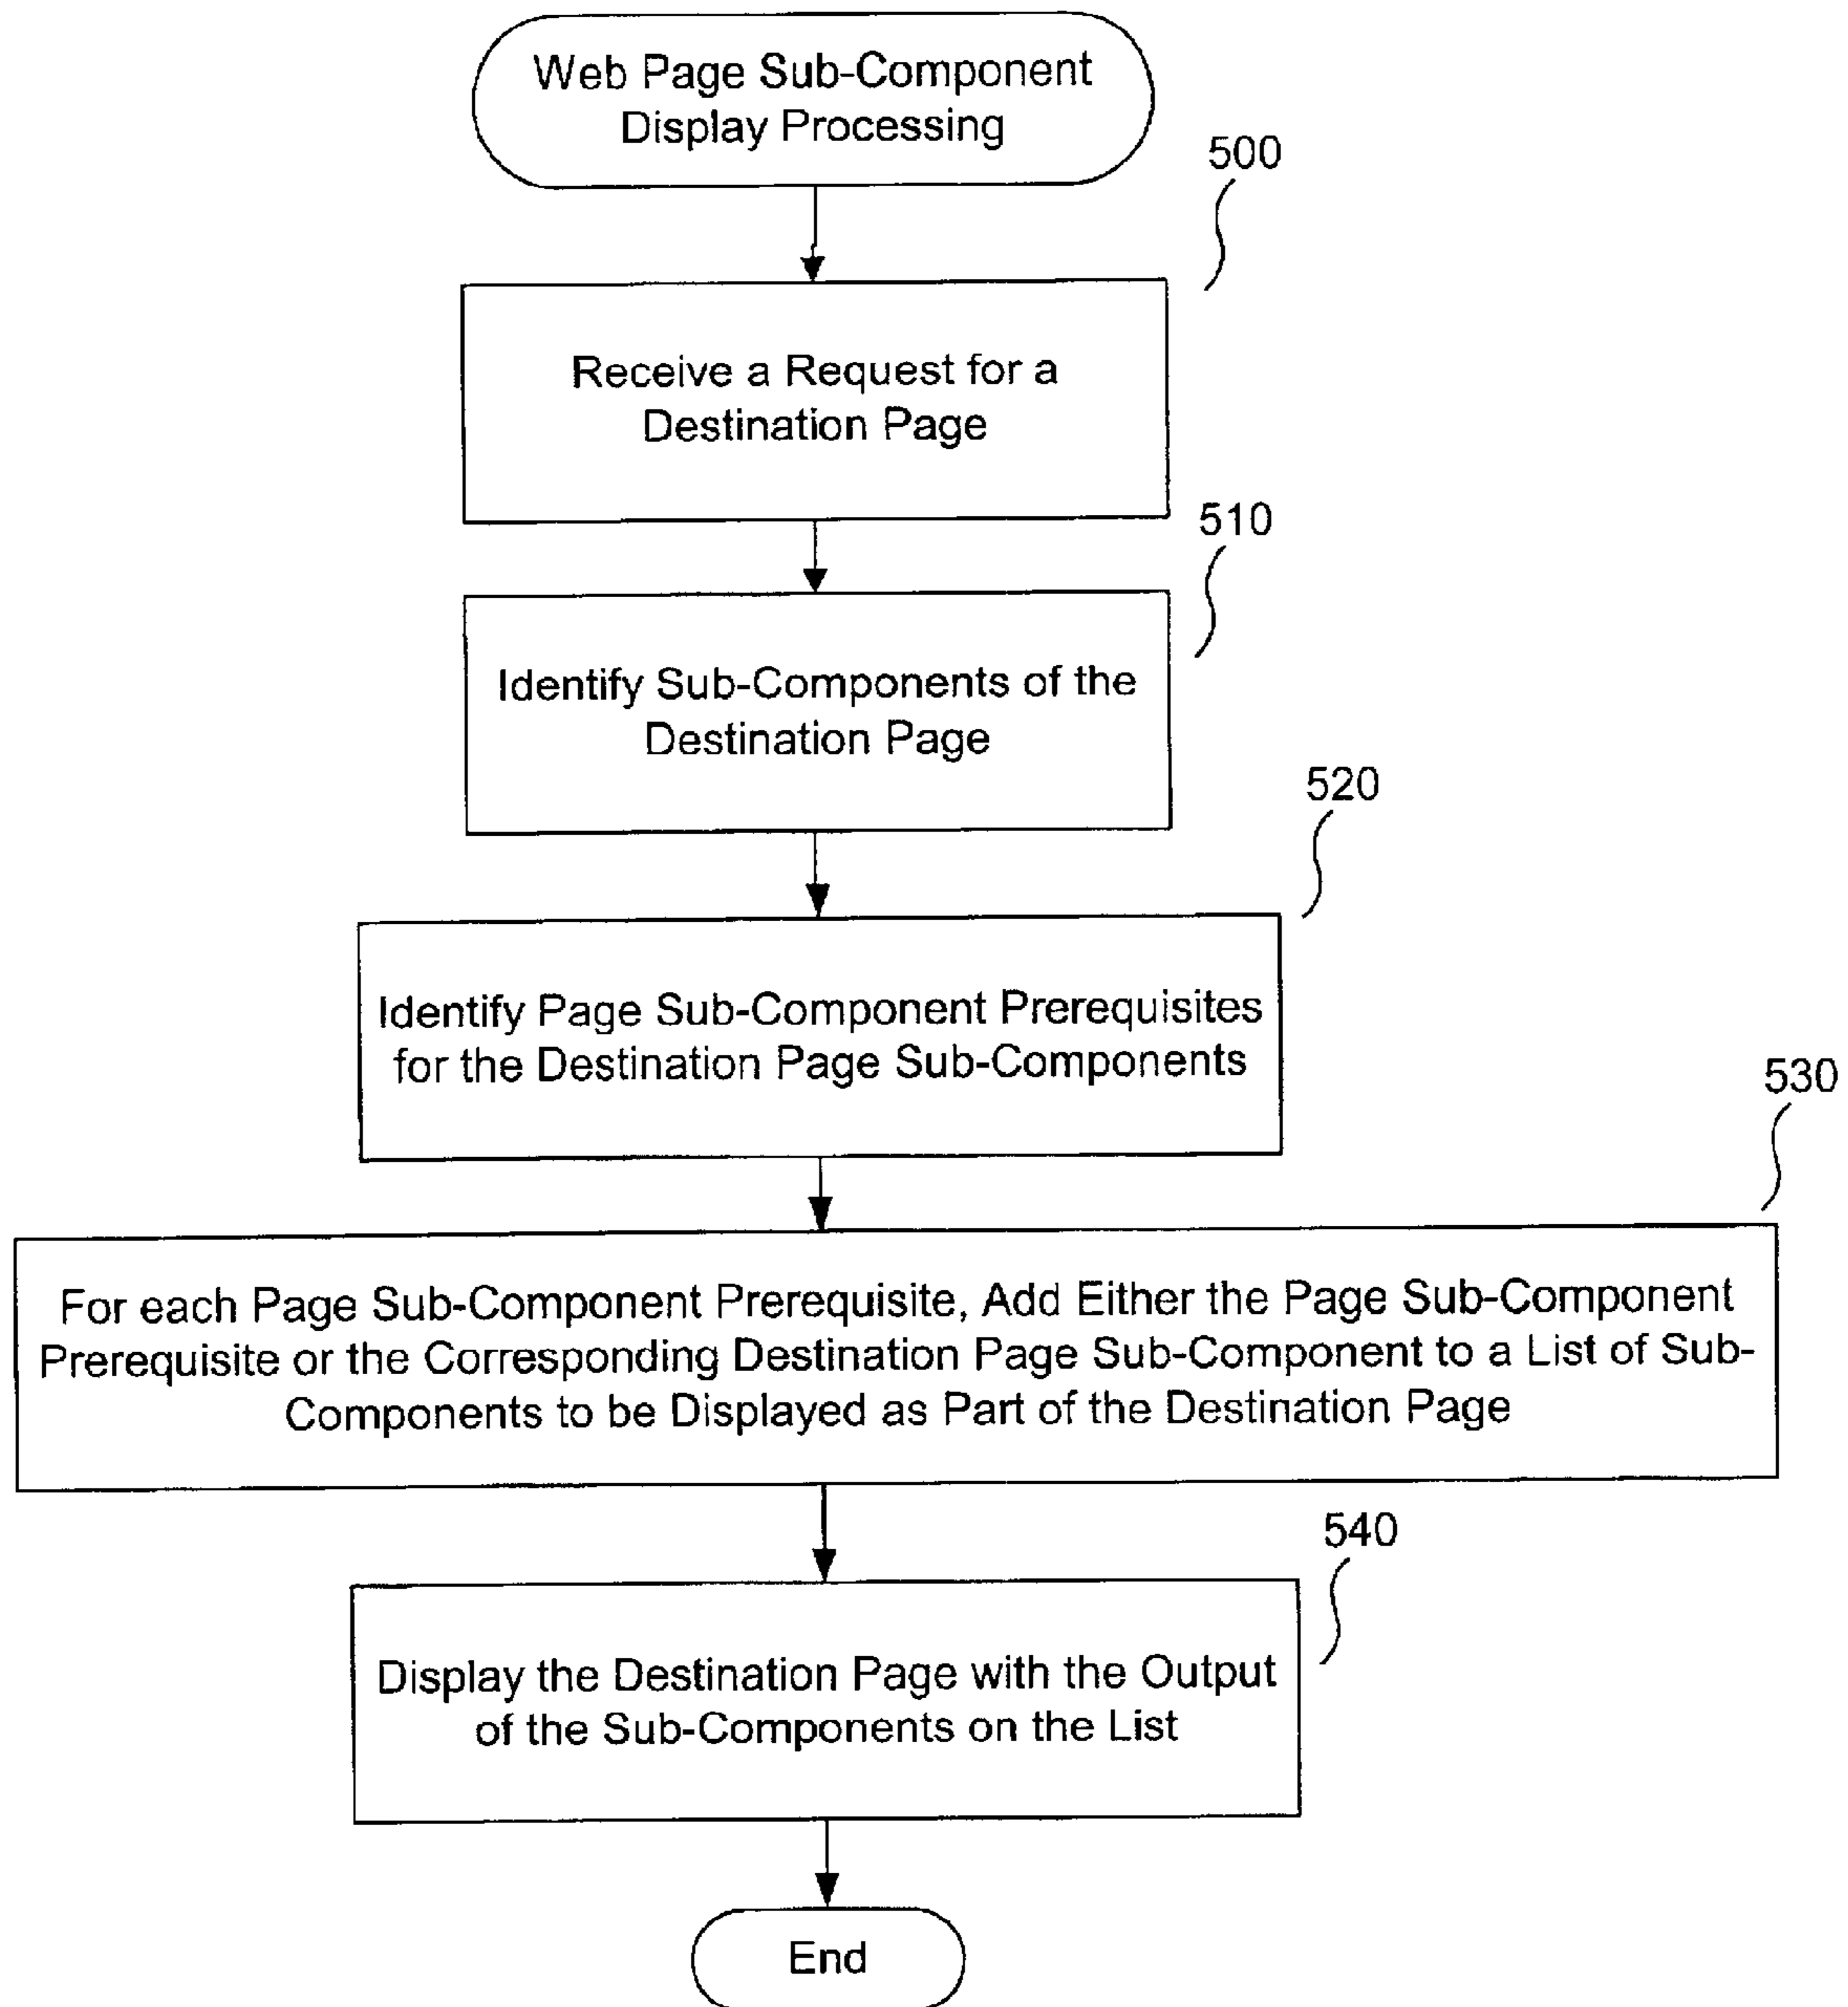 Web Page Sub-Component
Display Processing
500
Receive a Request for a
Destination Page
510
Identify Sub-Components of the
Destination Page
520
Identify Page Sub-Component Prerequisites
for the Destination Page Sub-Components
530
For each Page Sub-Component Prerequisite, Add Either the Page Sub-Component
Prerequisite or the Corresponding Destination Page Sub-Component to a List of Sub-
Components to be Displayed as Part of the Destination Page
540
Display the Destination Page with the Output
of the Sub-Components on the List
End